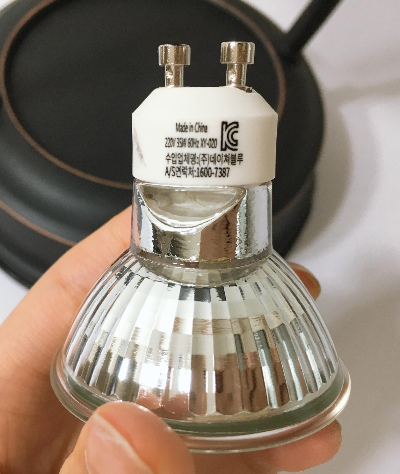 Made in China
220V 35W 60Hz XY-020
수입업체명:(주)네이쳐블루
A/S연락처:1600-7387